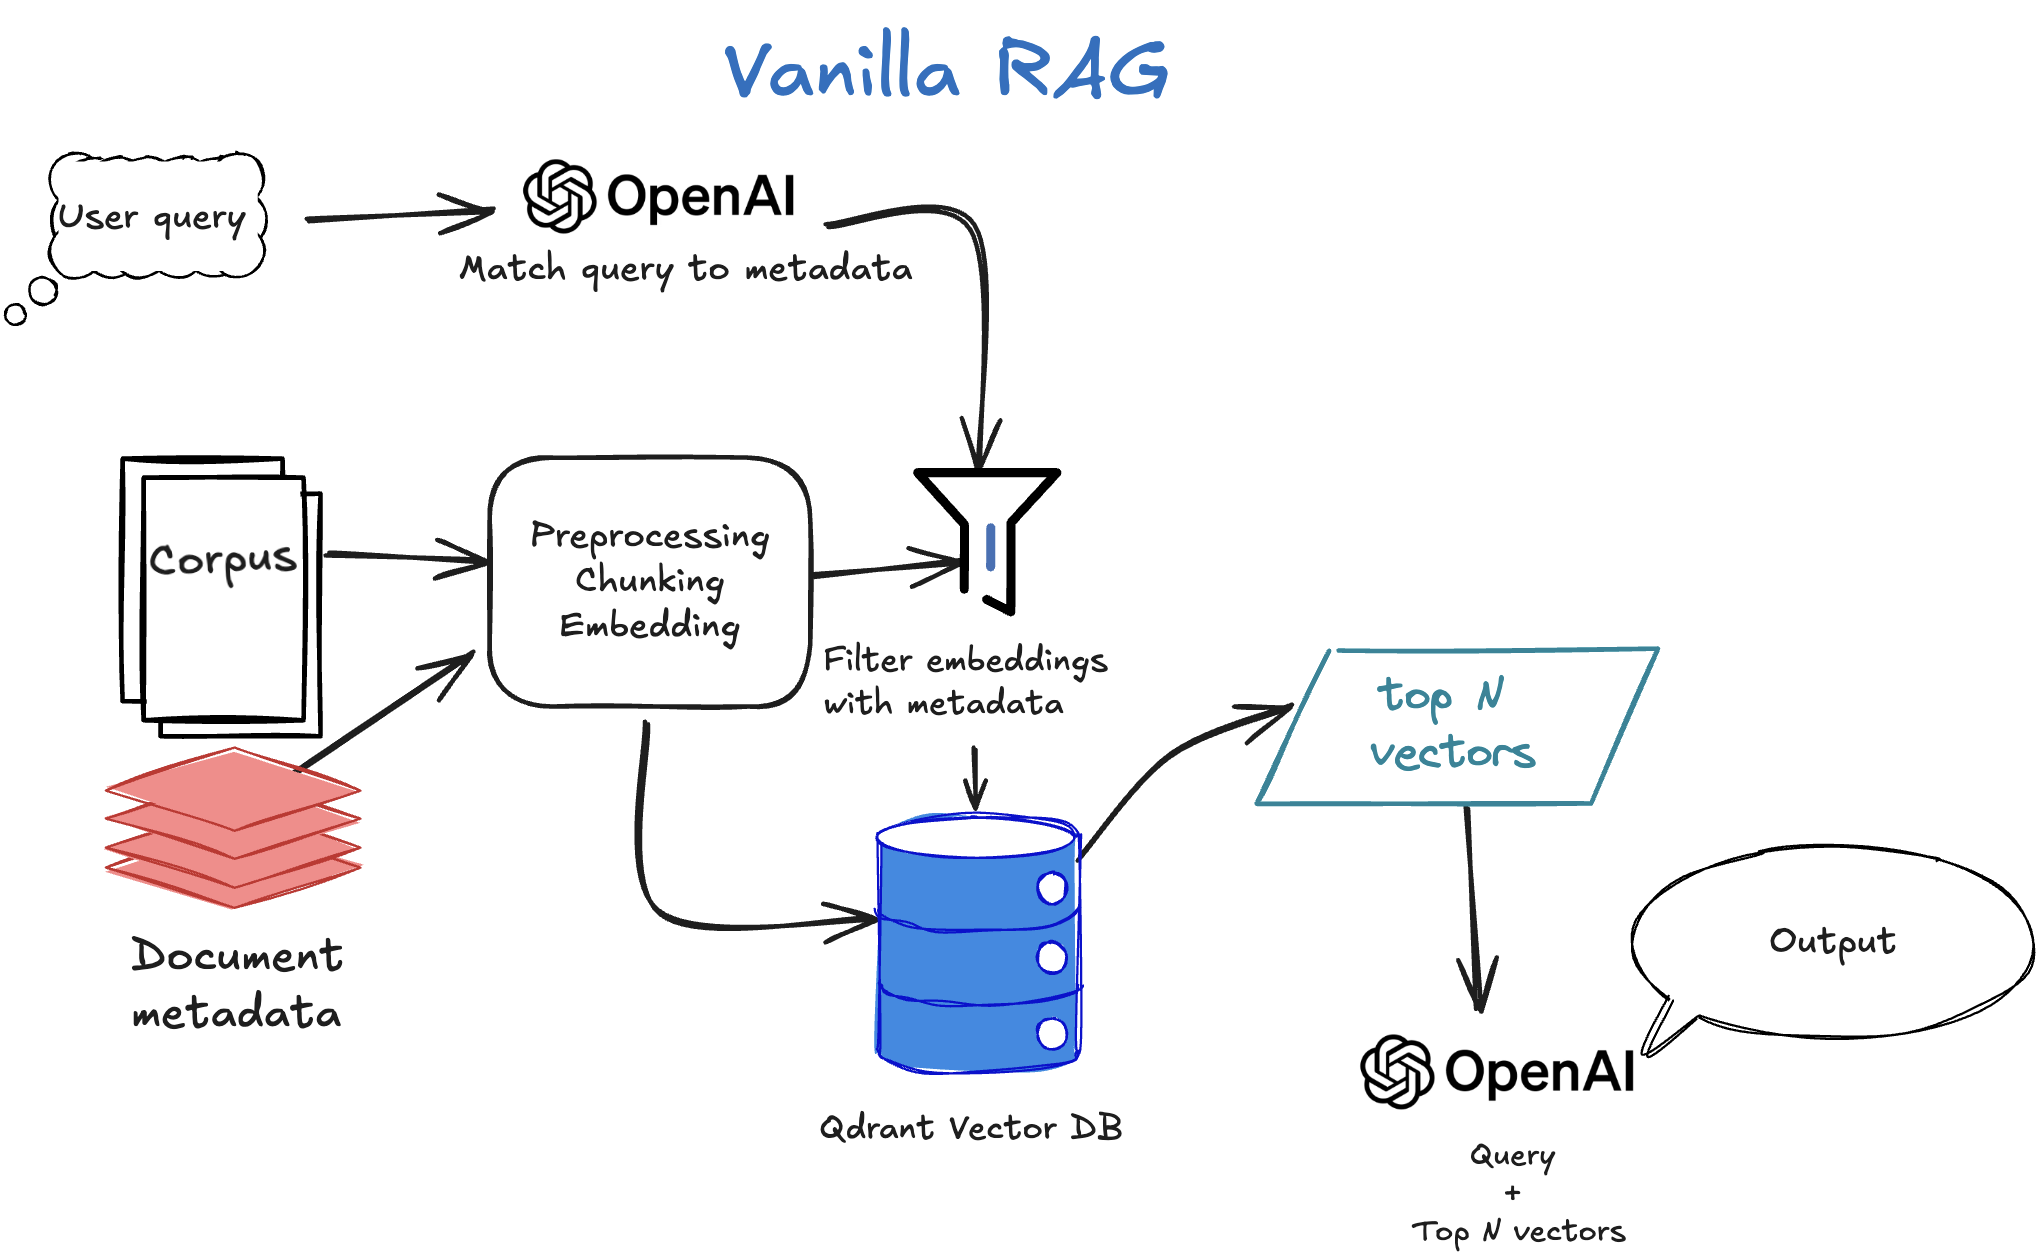 Vanilla RAG
User query
OpenAI
Match query to metadata
Corpus
Preprocessing
Chunking
Embedding
Filter embeddings
with metadata
top N
vectors
Document
metadata
Output
OpenAI
Qdrant Vector DB
Query
+
Top N vectors